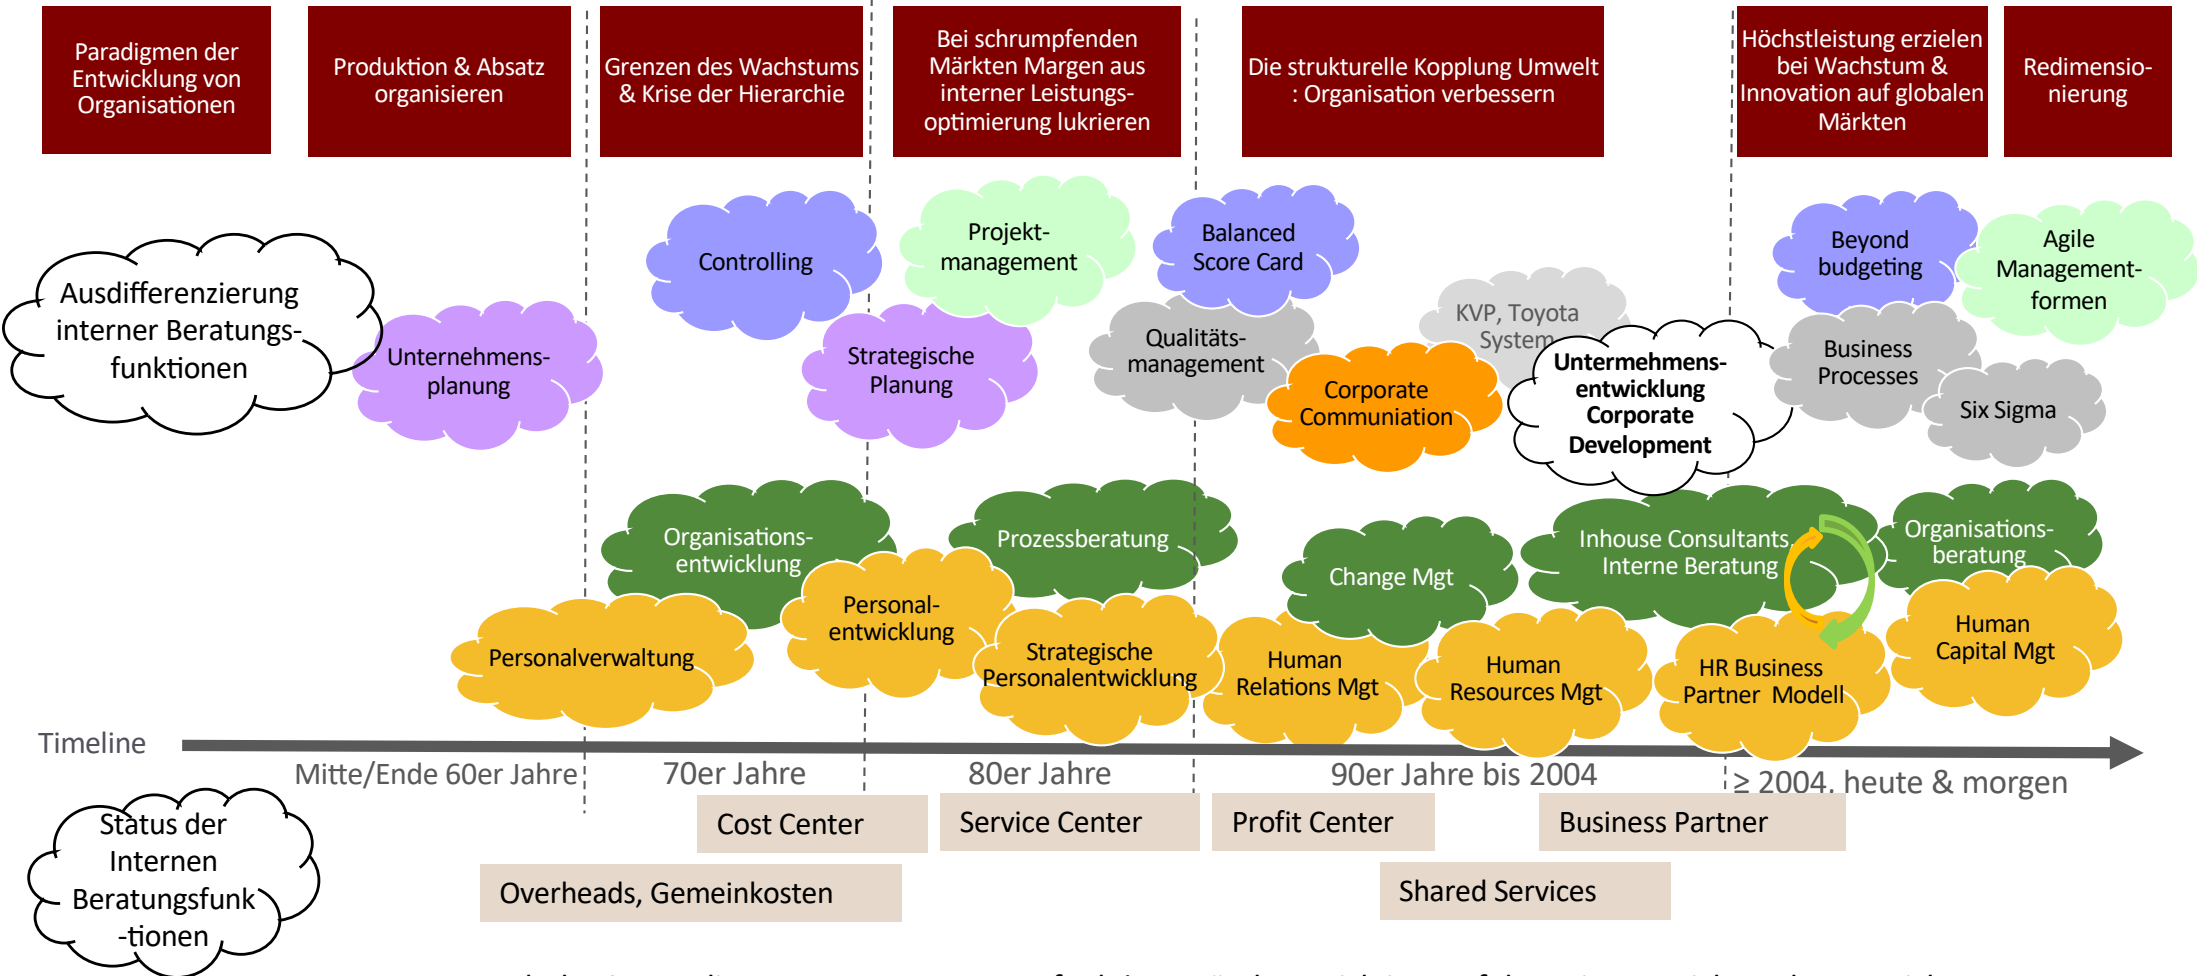 Paradigmen der
Entwicklung von
Organisationen
Produktion & Absatz
organisieren
Grenzen des Wachstums
& Krise der Hierarchie
Bei schrumpfenden
Märkten Margen aus
interner Leistungs-
optimierung lukrieren
Die strukturelle Kopplung Umwelt
: Organisation verbessern
Höchstleistung erzielen
bei Wachstum &
Innovation auf globalen
Märkten
Redimensio-
nierung
Ausdifferenzierung
interner Beratungs-
funktionen
Unternehmens-
planung
Controlling
Strategische
Planung
Projekt-
management
Qualitäts-
management
Balanced
Score Card
Corporate
Communiation
KVP, Toyota
System
Untermehmens-
entwicklung
Corporate
Development
Beyond
budgeting
Business
Processes
Agile
Management-
formen
Six Sigma
Organisations-
entwicklung
Prozessberatung
Change Mgt
Inhouse Consultants,
Interne Beratung
Organisations-
beratung
Personalverwaltung
Personal-
entwicklung
Strategische
Personalentwicklung
Human
Relations Mgt
Human
Resources Mgt
HR Business
Partner Modell
Human
Capital Mgt
Timeline
Mitte/Ende 60er Jahre
70er Jahre
80er Jahre
90er Jahre bis 2004
≥ 2004, heute & morgen
Status der
Internen
Beratungsfunk
-tionen
Cost Center
Service Center
Profit Center
Business Partner
Overheads, Gemeinkosten
Shared Services